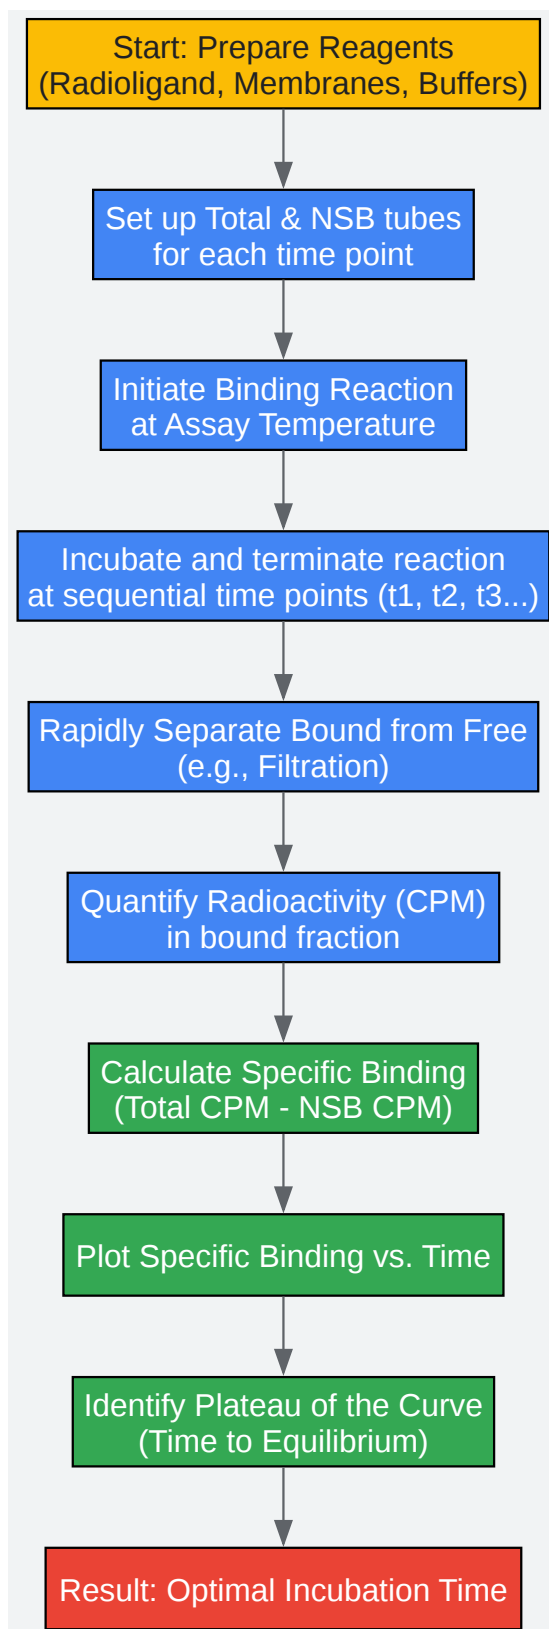 Start: Prepare Reagents
(Radioligand, Membranes, Buffers)
Set up Total & NSB tubes
for each time point
Initiate Binding Reaction
at Assay Temperature
Incubate and terminate reaction
at sequential time points (t1, t2, t3...)
Rapidly Separate Bound from Free
(e.g., Filtration)
Quantify Radioactivity (CPM)
in bound fraction
Calculate Specific Binding
(Total CPM - NSB CPM)
Plot Specific Binding vs. Time
Identify Plateau of the Curve
(Time to Equilibrium)
Result: Optimal Incubation Time